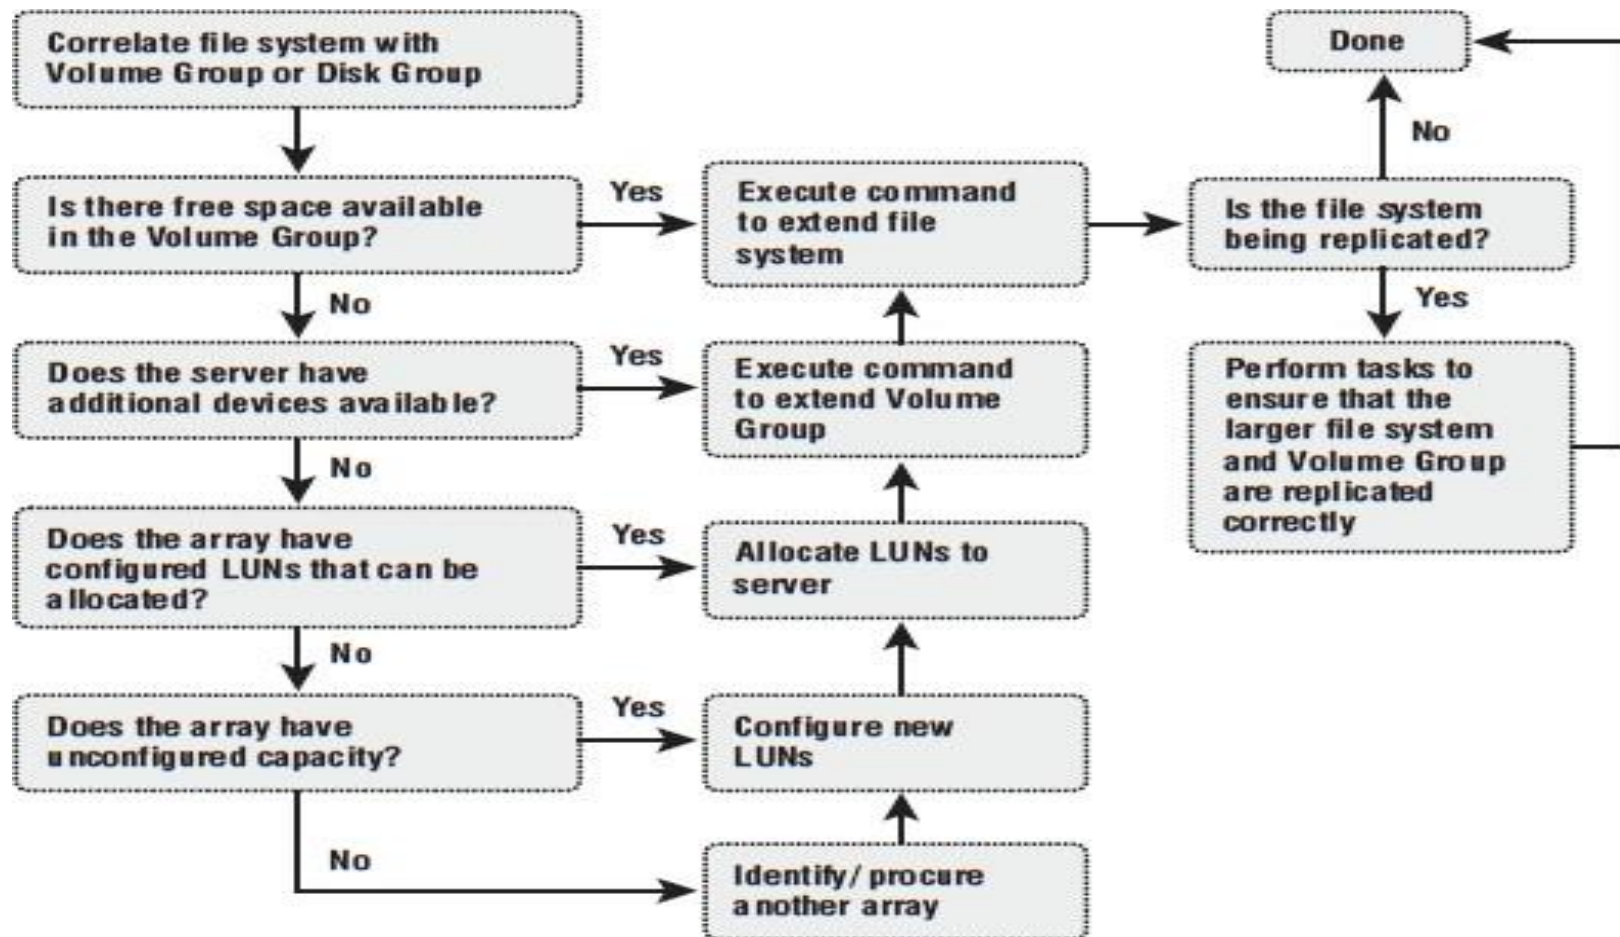 Correlate file system with
Volume Group or Disk Group
Is there free space available
in the Volume Group?
Yes
No
Does the server have
additional devices available?
Yes
No
Does the array have
configured LUNs that can be
allocated?
Yes
No
Does the array have
unconfigured capacity?
Yes
No
Execute command
to extend file
system
Execute command
to extend Volume
Group
Allocate LUNs to
server
Configure new
LUNs
Identify/procure
another array
Done
No
Is the file system
being replicated?
Yes
Perform tasks to
ensure that the
larger file system
and Volume Group
are replicated
correctly